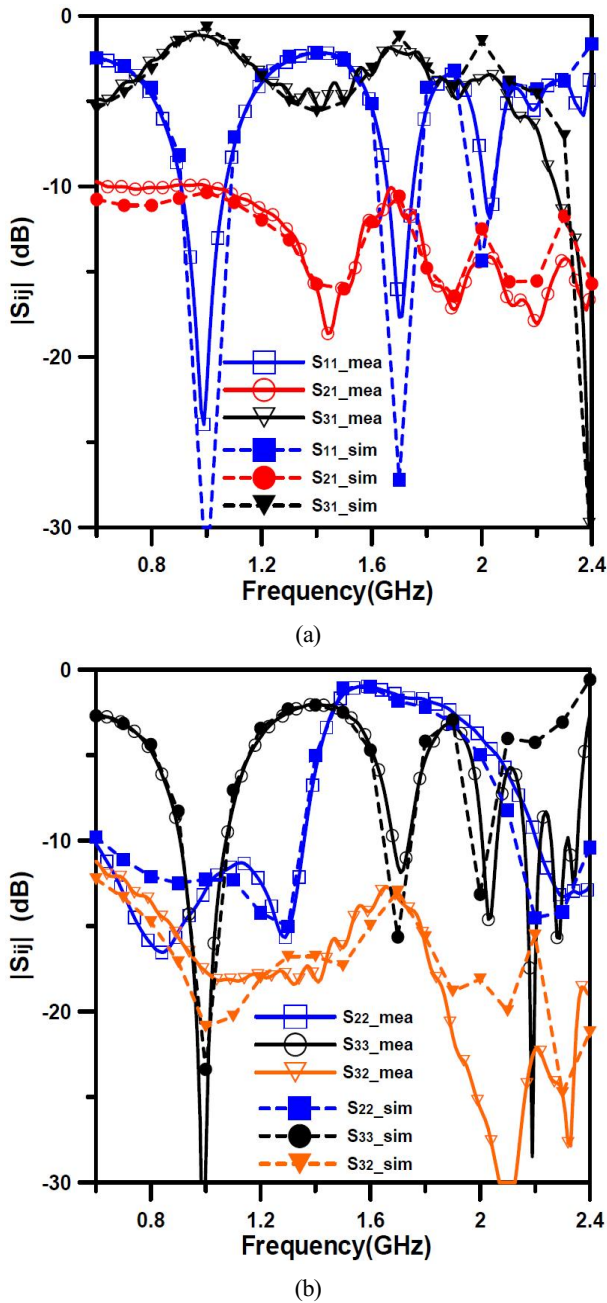 0
-10
-20
-30
|Sij| (dB)
S11_mea
S21_mea
S31_mea
S11_sim
S21_sim
S31_sim
0.8 1.2 1.6 2 2.4
Frequency(GHz)
(a)
0
-10
-20
-30
|Sij| (dB)
S22_mea
S33_mea
S32_mea
S22_sim
S33_sim
S32_sim
0.8 1.2 1.6 2 2.4
Frequency(GHz)
(b)